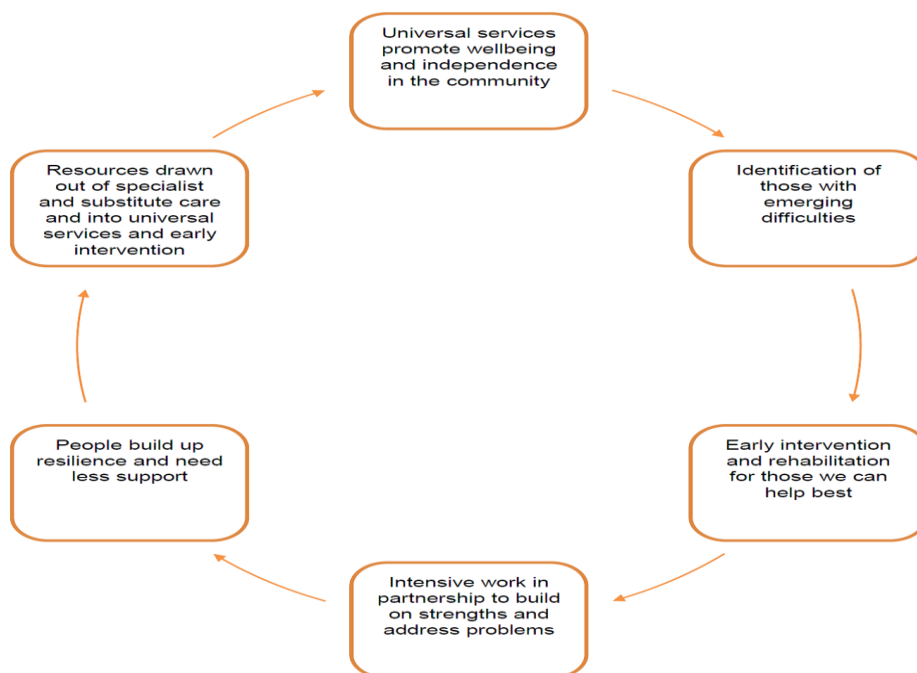 Universal services
promote wellbeing
and independence
in the community
Identification of
those with
emerging
difficulties
Early intervention
and rehabilitation
for those we can
help best
Intensive work in
partnership to build
on strengths and
address problems
People build up
resilience and need
less support
Resources drawn
out of specialist
and substitute care
and into universal
services and early
intervention